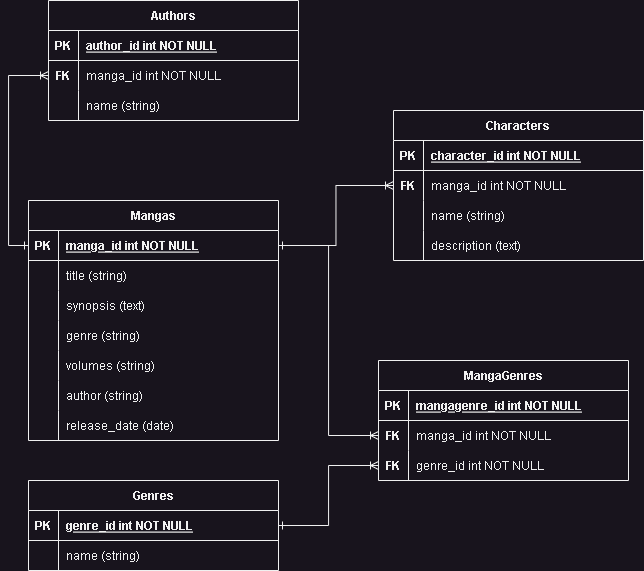 Authors
PK author_id int NOT NULL
FK manga_id int NOT NULL
name (string)
Characters
PK character_id int NOT NULL
FK manga_id int NOT NULL
name (string)
description (text)
Mangas
PK manga_id int NOT NULL
title (string)
synopsis (text)
genre (string)
volumes (string)
author (string)
release_date (date)
MangaGenres
PK mangagenre_id int NOT NULL
FK manga_id int NOT NULL
FK genre_id int NOT NULL
Genres
PK genre_id int NOT NULL
name (string)